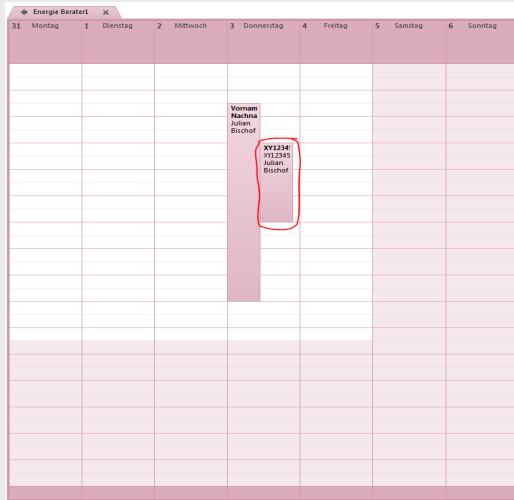 Energie Berater1
31 Montag 1 Dienstag 2 Mittwoch 3 Donnerstag 4 Freitag 5 Samstag 6 Sonntag
Vornam
Nachna
Julian
Bischof
XY1234!
XY12345
Julian
Bischof